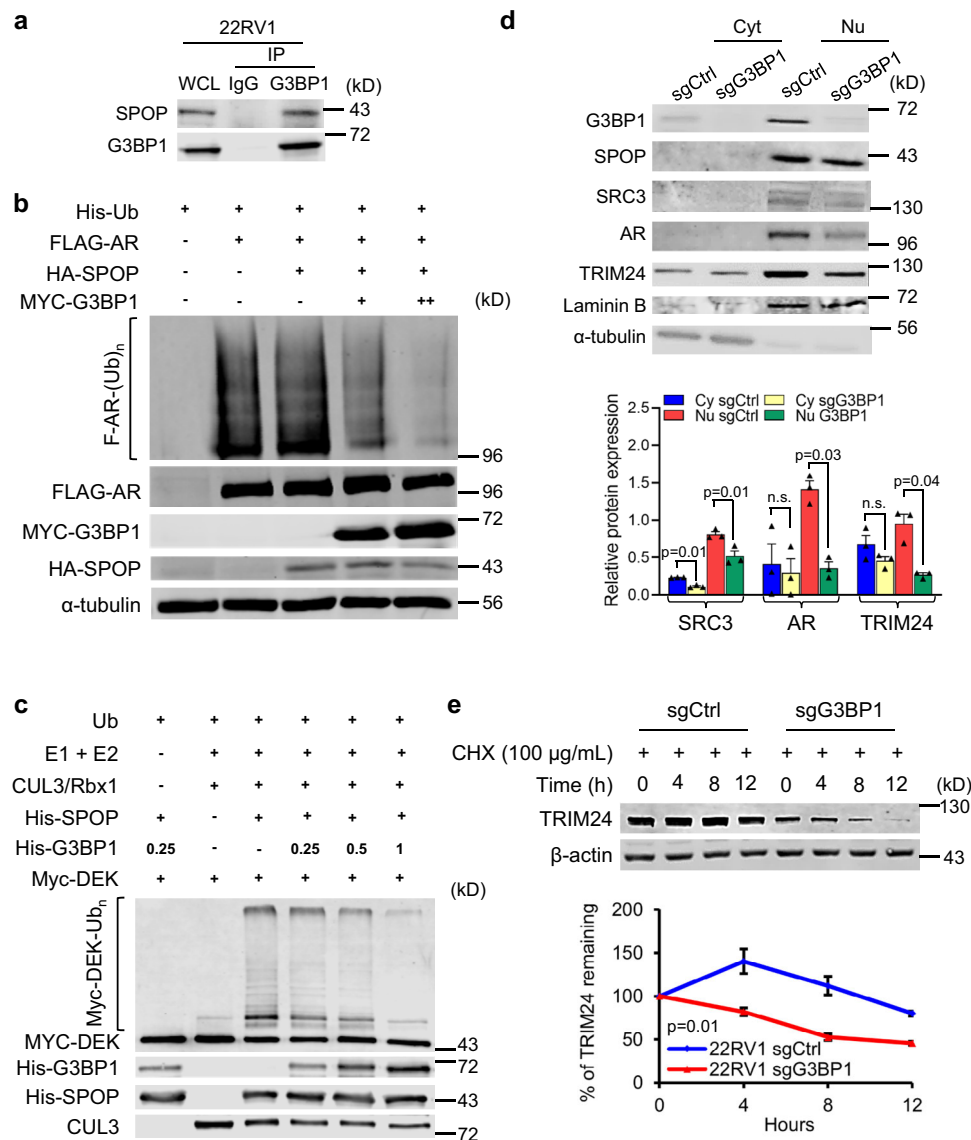 a
22RV1
IP
WCL IgG G3BP1 (kD)
SPOP 43
G3BP1 72
b
His-Ub + + + + +
FLAG-AR - + + + +
HA-SPOP - - + + +
MYC-G3BP1 - - - + ++ (kD)
F-AR-(Ub)n
96
FLAG-AR 96
MYC-G3BP1 72
HA-SPOP 43
α-tubulin 56
c
Ub + + + + + +
E1 + E2 - + + + + +
CUL3/Rbx1 - + + + + +
His-SPOP + - + + + +
His-G3BP1 0.25 - - 0.25 0.5 1
Myc-DEK + + + + + + (kD)
Myc-DEK-Ubn
MYC-DEK 43
His-G3BP1 72
His-SPOP 43
CUL3 72
d
Cyt Nu
sgCtrl sgG3BP1 sgCtrl sgG3BP1 (kD)
G3BP1 72
SPOP 43
SRC3 130
AR 96
TRIM24 130
Laminin B 72
α-tubulin 56
Cy sgCtrl Cy sgG3BP1
Nu sgCtrl Nu G3BP1
Relative protein expression
2.5
2.0
1.5
1.0
0.5
0.0
p=0.01 p=0.01 n.s. p=0.03 n.s. p=0.04
SRC3 AR TRIM24
e
sgCtrl sgG3BP1
CHX (100 µg/mL) + + + + + + + +
Time (h) 0 4 8 12 0 4 8 12 (kD)
TRIM24 130
β-actin 43
% of TRIM24 remaining
200
150
100
50
0
p=0.01
22RV1 sgCtrl
22RV1 sgG3BP1
0 4 8 12
Hours